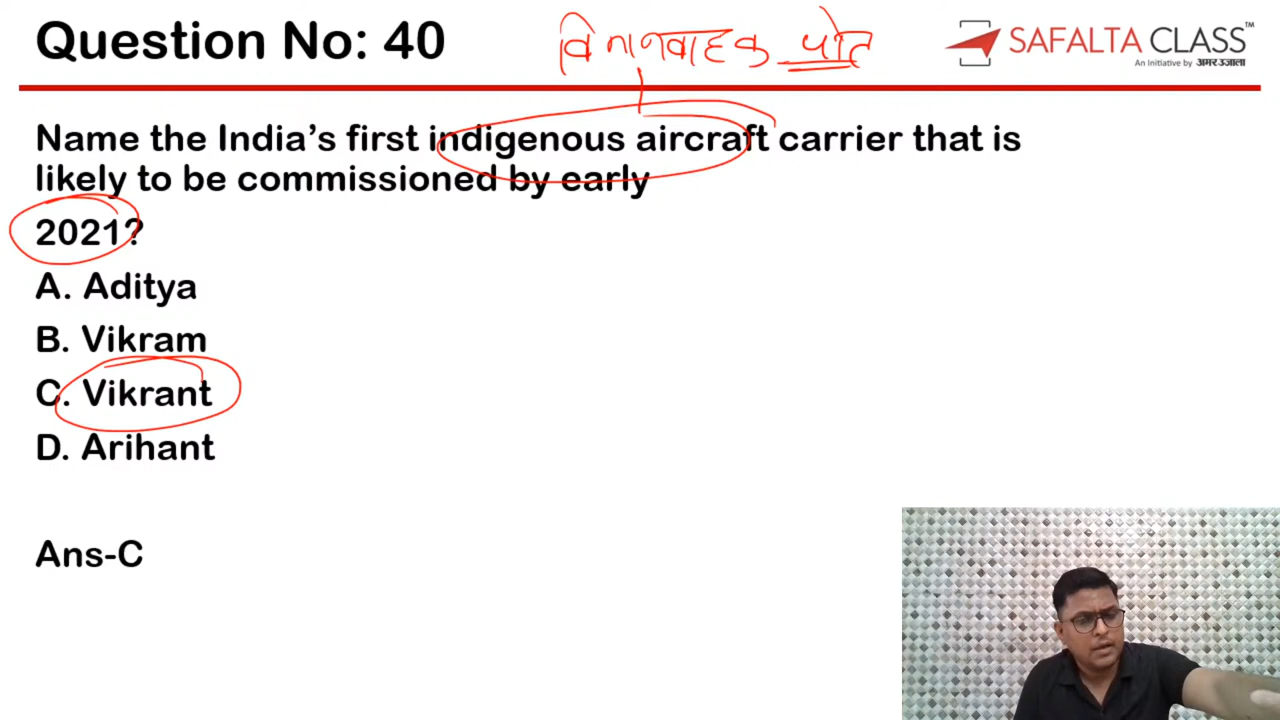 Question No: 40
विमानवाहक पोत
SAFALTA CLASS™
An Initiative by अमर उजाला
Name the India's first indigenous aircraft carrier that is
likely to be commissioned by early
2021?
A. Aditya
B. Vikram
C. Vikrant
D. Arihant
Ans-C